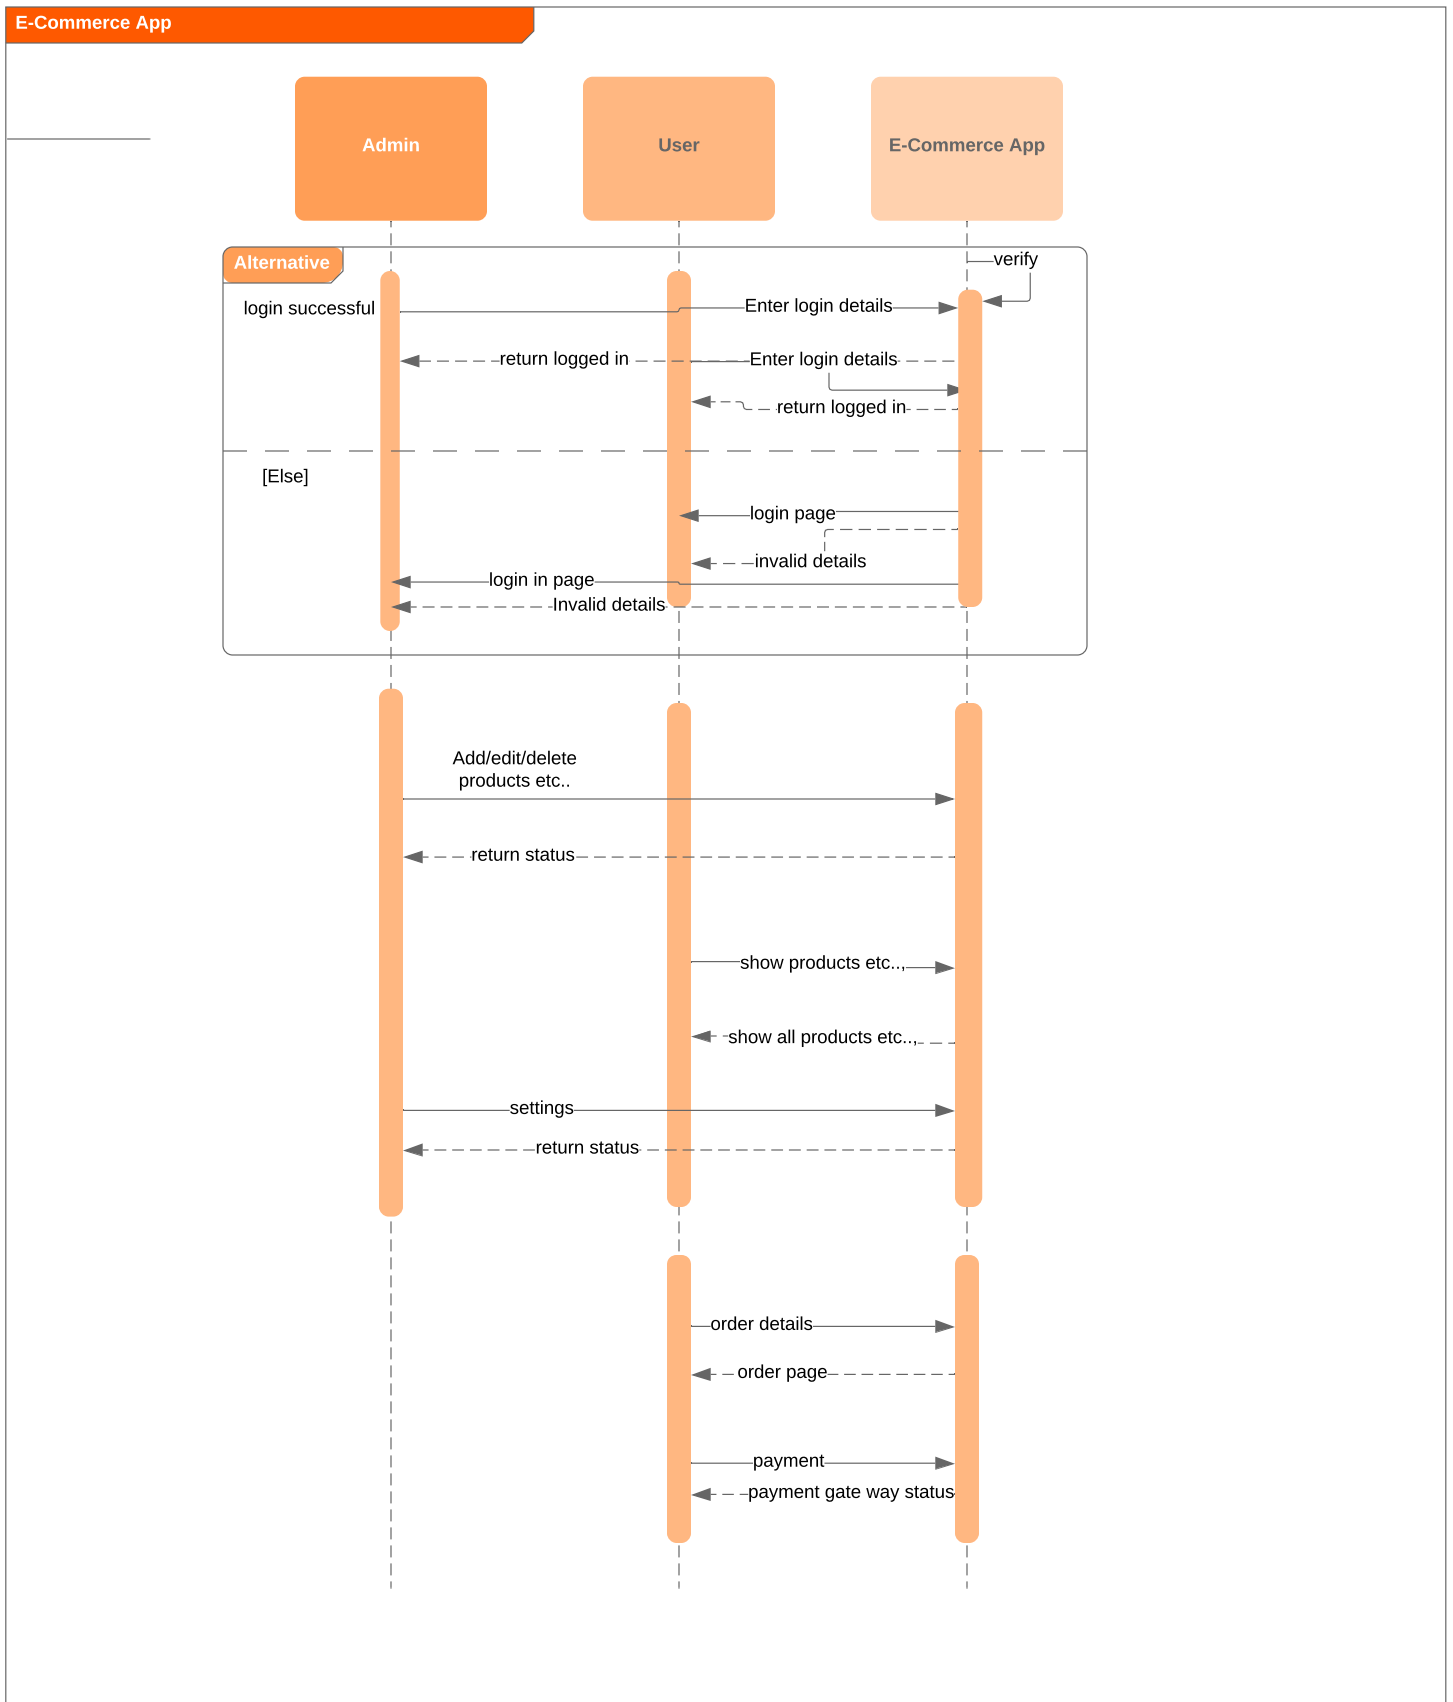 E-Commerce App
Admin
User
E-Commerce App
Alternative
verify
login successful
Enter login details
return logged in
Enter login details
return logged in
[Else]
login page
invalid details
login in page
Invalid details
Add/edit/delete
products etc..
return status
show products etc..,
show all products etc..,
settings
return status
order details
order page
payment
payment gate way status